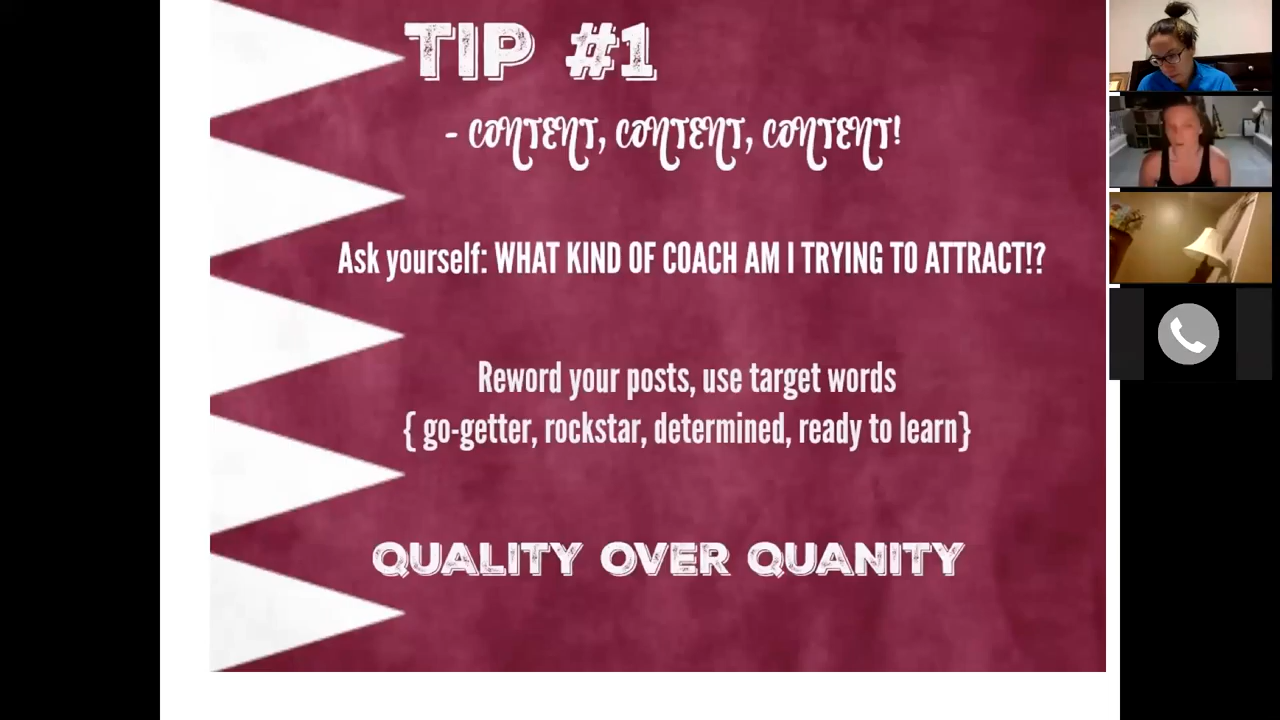 TIP #1
- CONTENT, CONTENT, CONTENT!
Ask yourself: WHAT KIND OF COACH AM I TRYING TO ATTRACT!?
Reword your posts, use target words
{ go-getter, rockstar, determined, ready to learn}
QUALITY OVER QUANITY